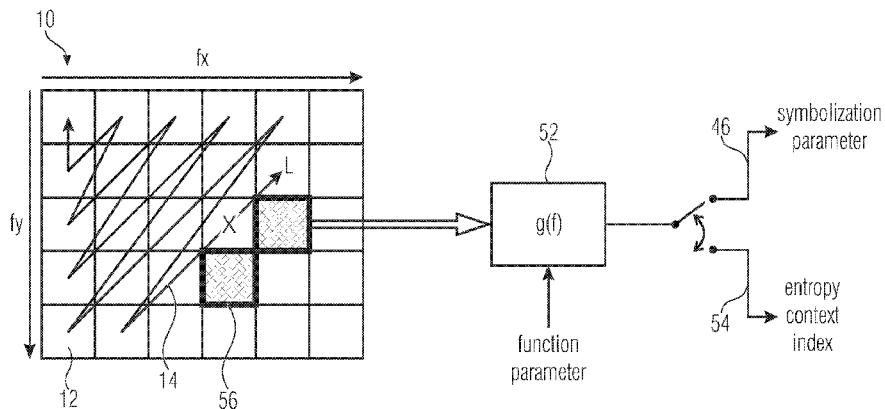 10
fx
fy
L
X
12
14
56
52
g(f)
function
parameter
46
symbolization
parameter
54
entropy
context
index